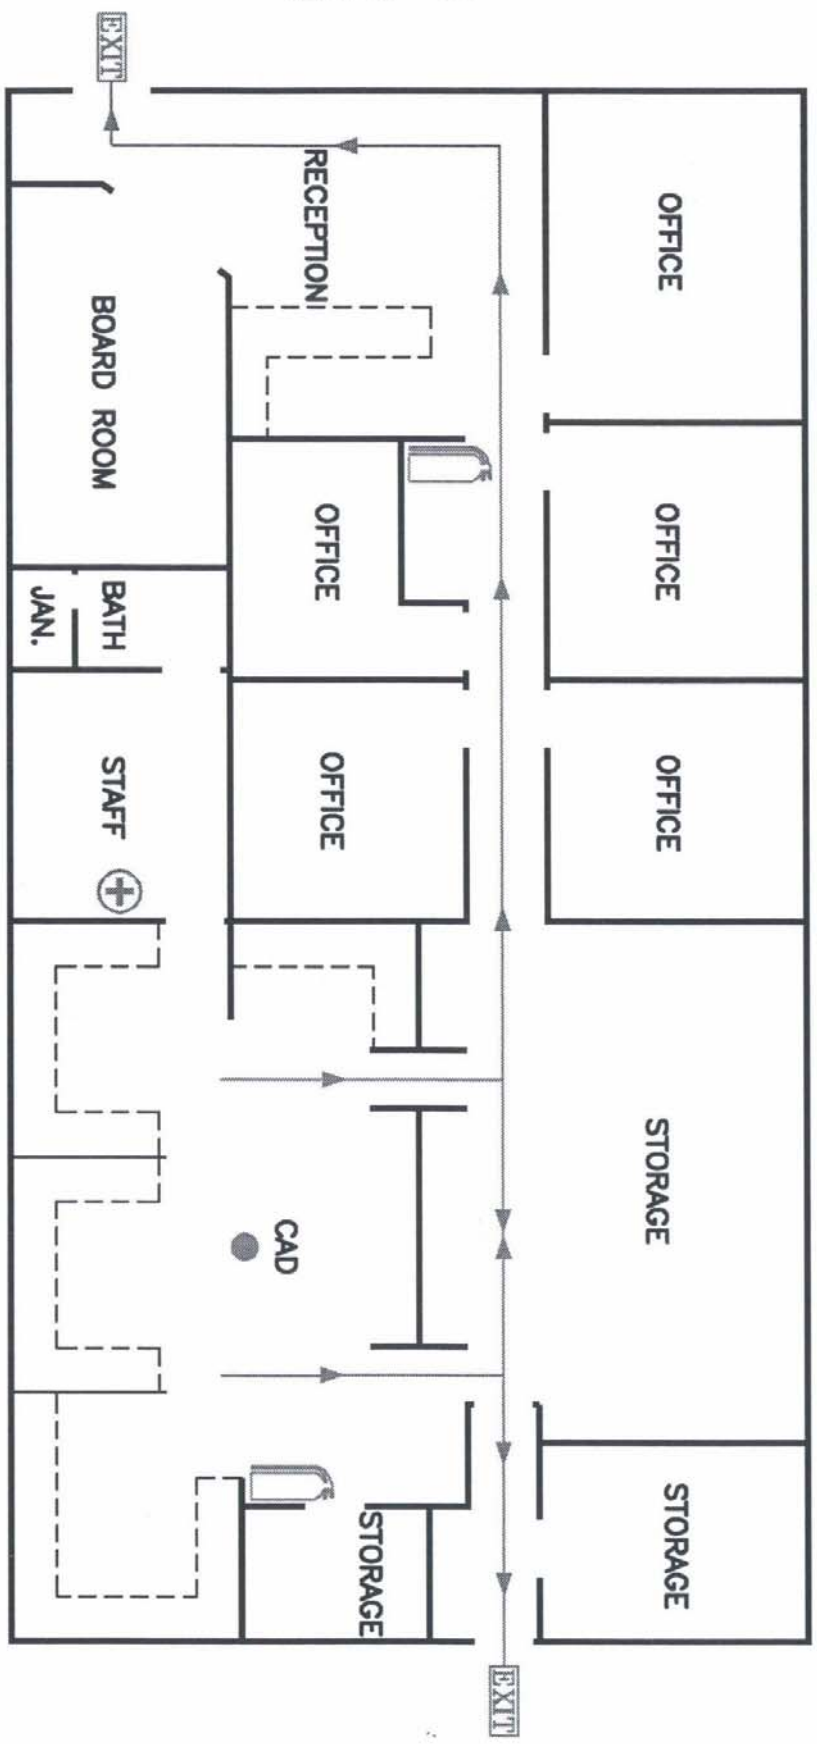 EXIT
OFFICE
RECEPTION
BOARD ROOM
OFFICE
OFFICE
BATH
JAN.
OFFICE
OFFICE
STAFF
STORAGE
CAD
STORAGE
STORAGE
EXIT